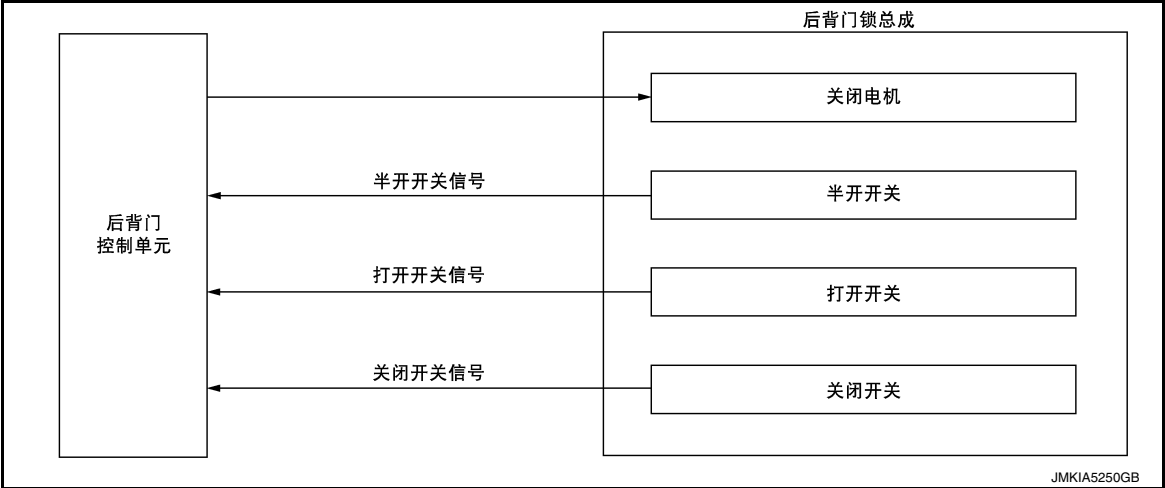 后背门锁总成
关闭电机
半开开关信号
半开开关
后背门
控制单元
打开开关信号
打开开关
关闭开关信号
关闭开关
JMKIA5250GB